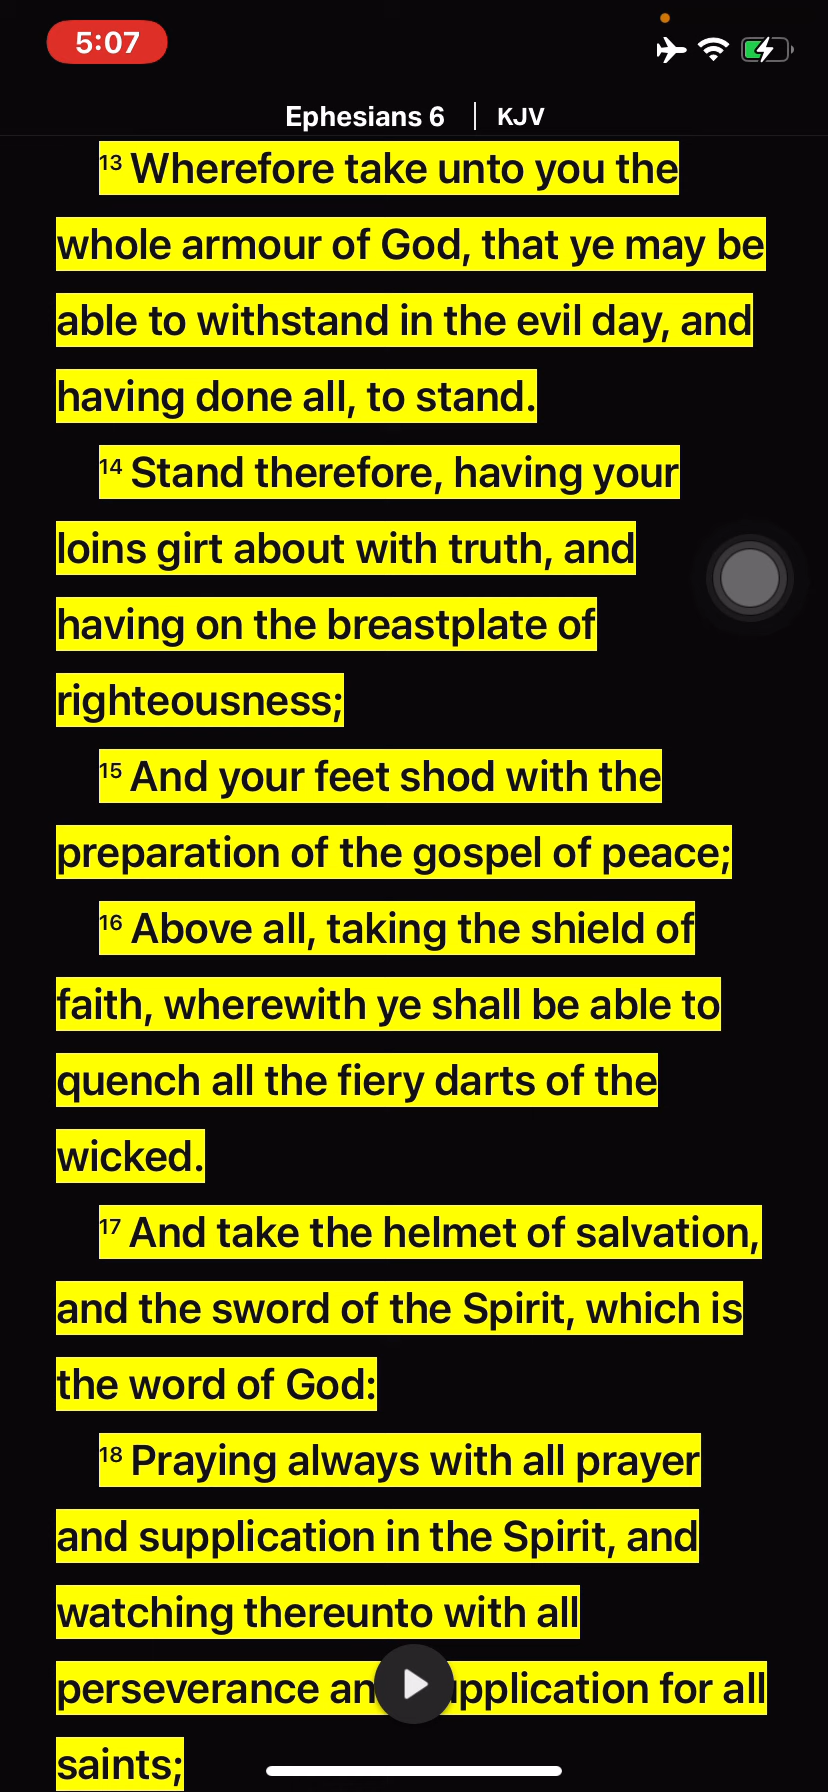 5:07
Ephesians 6 | KJV
13 Wherefore take unto you the
whole armour of God, that ye may be
able to withstand in the evil day, and
having done all, to stand.
14 Stand therefore, having your
loins girt about with truth, and
having on the breastplate of
righteousness;
15 And your feet shod with the
preparation of the gospel of peace;
16 Above all, taking the shield of
faith, wherewith ye shall be able to
quench all the fiery darts of the
wicked.
17 And take the helmet of salvation,
and the sword of the Spirit, which is
the word of God:
18 Praying always with all prayer
and supplication in the Spirit, and
watching thereunto with all
perseverance and supplication for all
saints;